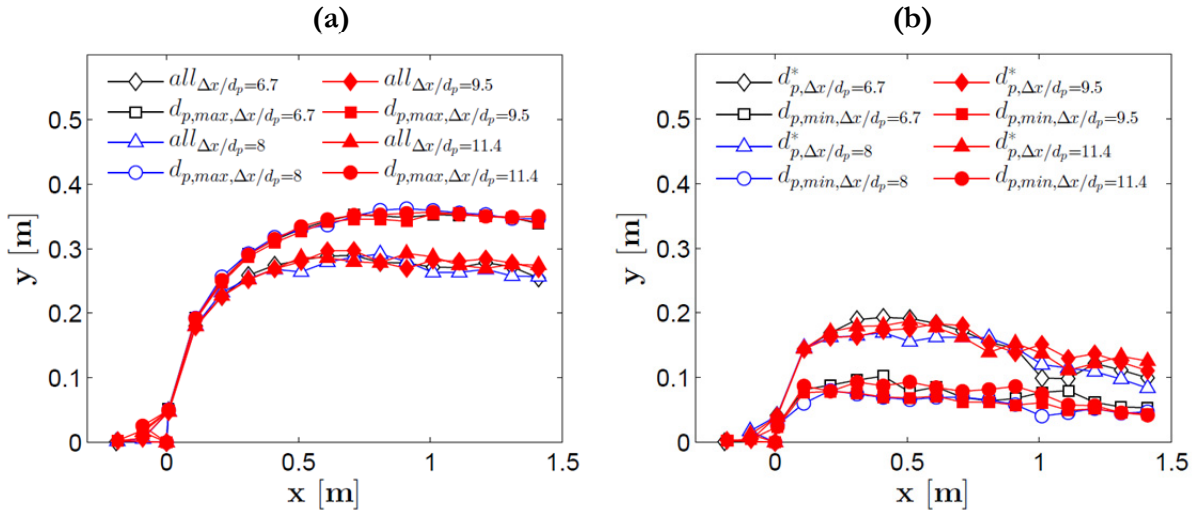 (a)
all_{Δx/d_p=6.7} all_{Δx/d_p=9.5}
d_{p,max,Δx/d_p=6.7} d_{p,max,Δx/d_p=9.5}
all_{Δx/d_p=8} all_{Δx/d_p=11.4}
d_{p,max,Δx/d_p=8} d_{p,max,Δx/d_p=11.4}
0.5
0.4
0.3
0.2
0.1
0
y [m]
0 0.5 1 1.5
x [m]
(b)
d^*_{p,Δx/d_p=6.7} d^*_{p,Δx/d_p=9.5}
d_{p,min,Δx/d_p=6.7} d_{p,min,Δx/d_p=9.5}
d^*_{p,Δx/d_p=8} d^*_{p,Δx/d_p=11.4}
d_{p,min,Δx/d_p=8} d_{p,min,Δx/d_p=11.4}
0.5
0.4
0.3
0.2
0.1
0
y [m]
0 0.5 1 1.5
x [m]